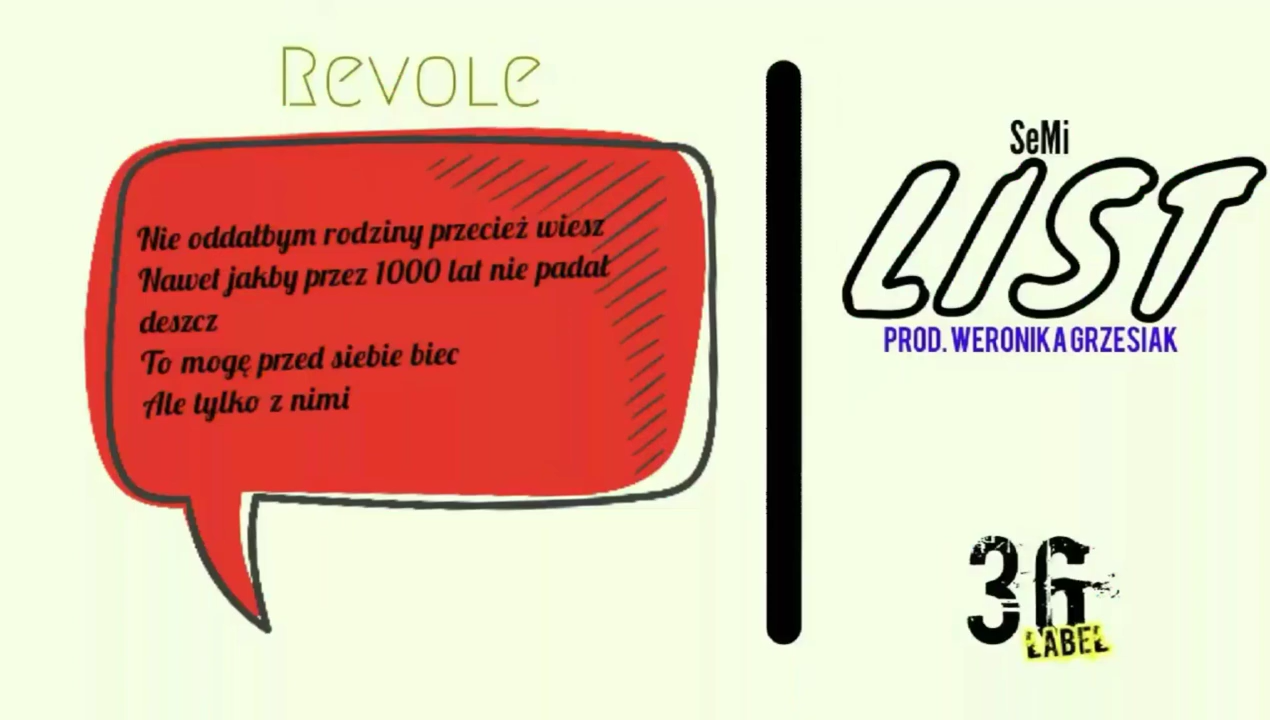 Revole
Nie oddałbym rodziny przecież wiesz
Nawet jakby przez 1000 lat nie padał
deszcz
To mogę przed siebie biec
Ale tylko z nimi
SeMi
LIST
PROD. WERONIKA GRZESIAK
36
LABEL